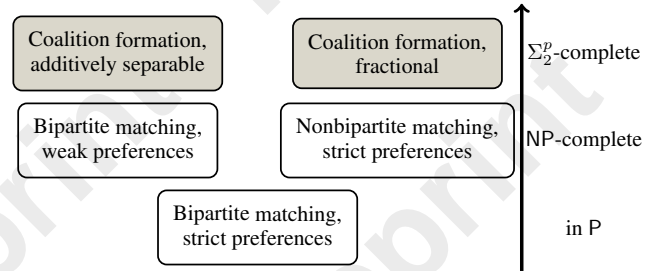 Coalition formation,
additively separable
Coalition formation,
fractional
Σ₂ᵖ-complete
Bipartite matching,
weak preferences
Nonbipartite matching,
strict preferences
NP-complete
Bipartite matching,
strict preferences
in P